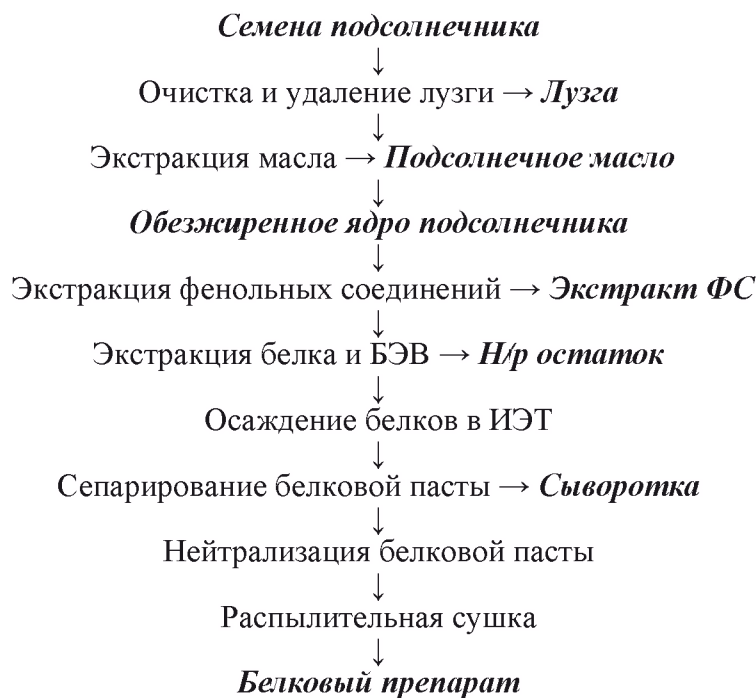 Семена подсолнечника
↓
Очистка и удаление лузги → Лузга
↓
Экстракция масла → Подсолнечное масло
↓
Обезжиренное ядро подсолнечника
↓
Экстракция фенольных соединений → Экстракт ФС
↓
Экстракция белка и БЭВ → Н/р остаток
↓
Осаждение белков в ИЭТ
↓
Сепарирование белковой пасты → Сыворотка
↓
Нейтрализация белковой пасты
↓
Распылительная сушка
↓
Белковый препарат